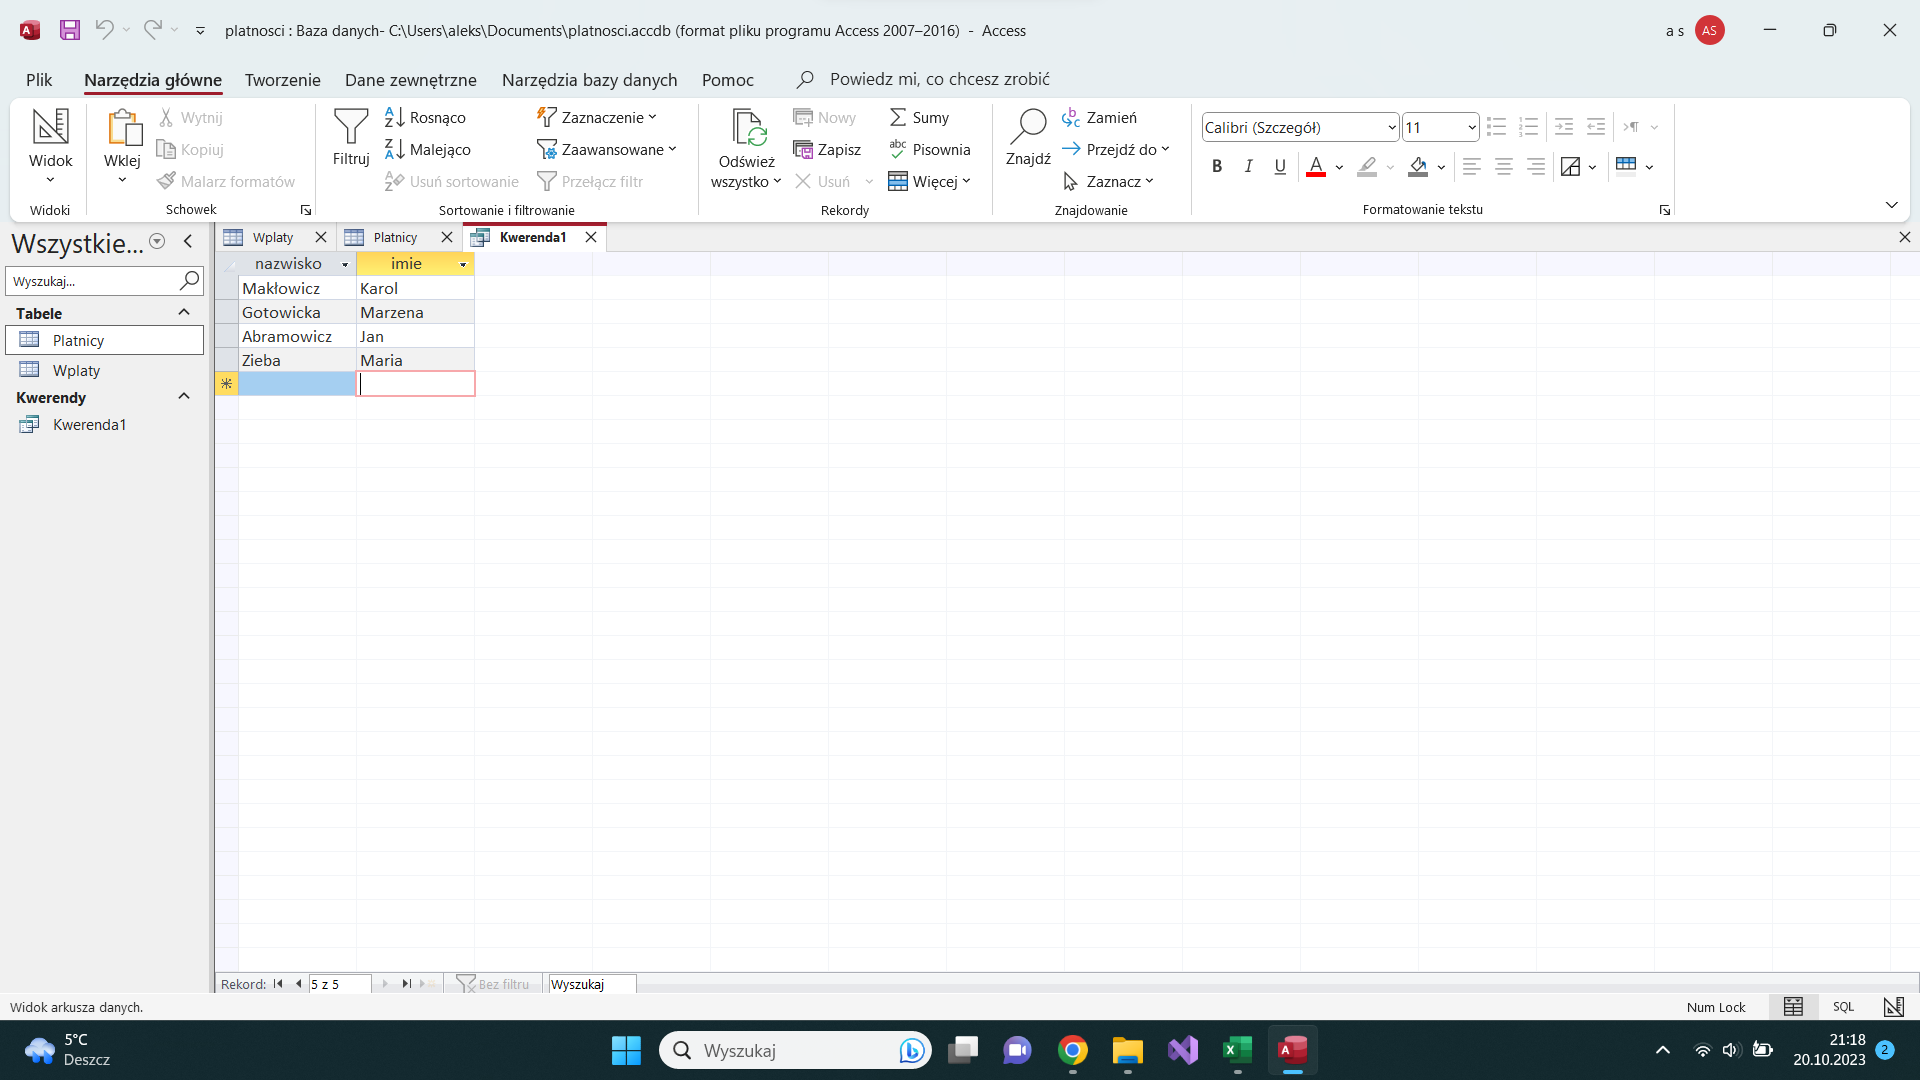 platnosci : Baza danych- C:\Users\aleks\Documents\platnosci.accdb (format pliku programu Access 2007–2016) - Access
a s AS
Plik Narzędzia główne Tworzenie Dane zewnętrzne Narzędzia bazy danych Pomoc Powiedz mi, co chcesz zrobić
Widok
Widoki
Wklej
Wytnij
Kopiuj
Malarz formatów
Schowek
Filtruj
Rosnąco
Malejąco
Usuń sortowanie
Zaznaczenie
Zaawansowane
Przełącz filtr
Sortowanie i filtrowanie
Odśwież
wszystko
Nowy
Zapisz
Usuń
Sumy
Pisownia
Więcej
Rekordy
Znajdź
Zamień
Przejdź do
Zaznacz
Znajdowanie
Calibri (Szczegół) 11
B I U A
Formatowanie tekstu
Wszystkie...
Wyszukaj...
Tabele
Platnicy
Wplaty
Kwerendy
Kwerenda1
Wplaty Platnicy Kwerenda1
nazwisko imie
Makłowicz Karol
Gotowicka Marzena
Abramowicz Jan
Zieba Maria
Rekord: 5 z 5 Bez filtru Wyszukaj
Widok arkusza danych. Num Lock SQL
5°C
Deszcz
Wyszukaj
21:18
20.10.2023 2